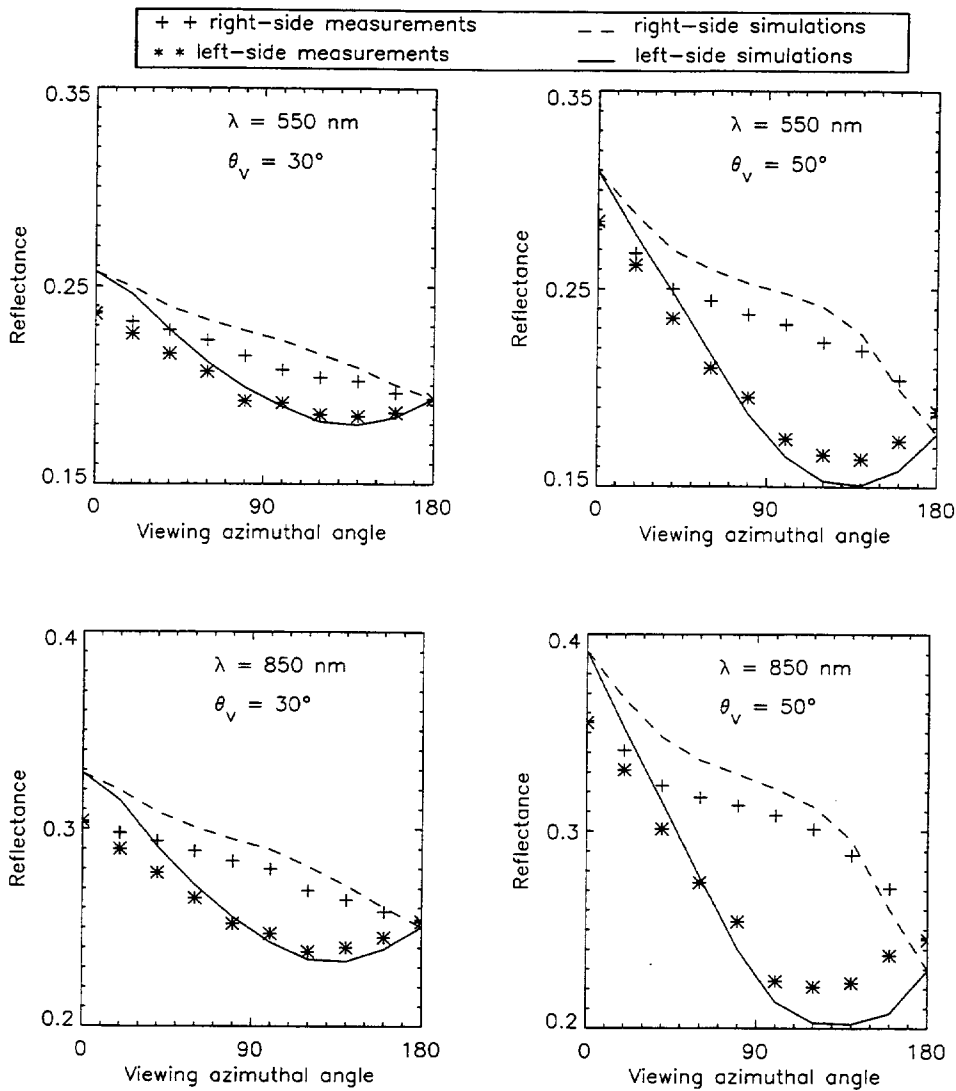 + + right-side measurements
* * left-side measurements
– – right-side simulations
—— left-side simulations
0.35
0.25
0.15
Reflectance
λ = 550 nm
θv = 30°
0
90
180
Viewing azimuthal angle
0.35
0.25
0.15
Reflectance
λ = 550 nm
θv = 50°
0
90
180
Viewing azimuthal angle
0.4
0.3
0.2
Reflectance
λ = 850 nm
θv = 30°
0
90
180
Viewing azimuthal angle
0.4
0.3
0.2
Reflectance
λ = 850 nm
θv = 50°
0
90
180
Viewing azimuthal angle